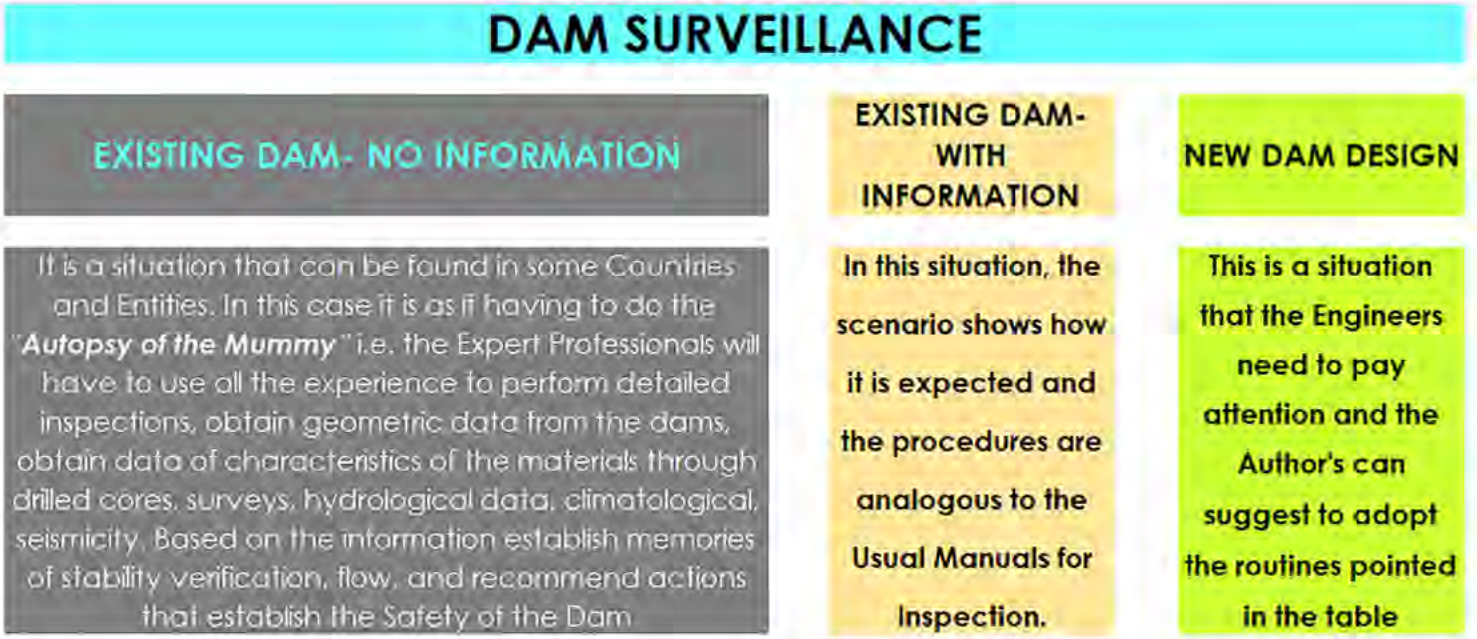 DAM SURVEILLANCE
EXISTING DAM- NO INFORMATION
It is a situation that can be found in some Countries
and Entities. In this case it is as if having to do the
"Autopsy of the Mummy" i.e. the Expert Professionals will
have to use all the experience to perform detailed
inspections, obtain geometric data from the dams,
obtain data of characteristics of the materials through
drilled cores, surveys, hydrological data, climatological,
seismicity. Based on the information establish memories
of stability verification, flow, and recommend actions
that establish the Safety of the Dam
EXISTING DAM-
WITH
INFORMATION
In this situation, the
scenario shows how
it is expected and
the procedures are
analogous to the
Usual Manuals for
Inspection.
NEW DAM DESIGN
This is a situation
that the Engineers
need to pay
attention and the
Author's can
suggest to adopt
the routines pointed
in the table